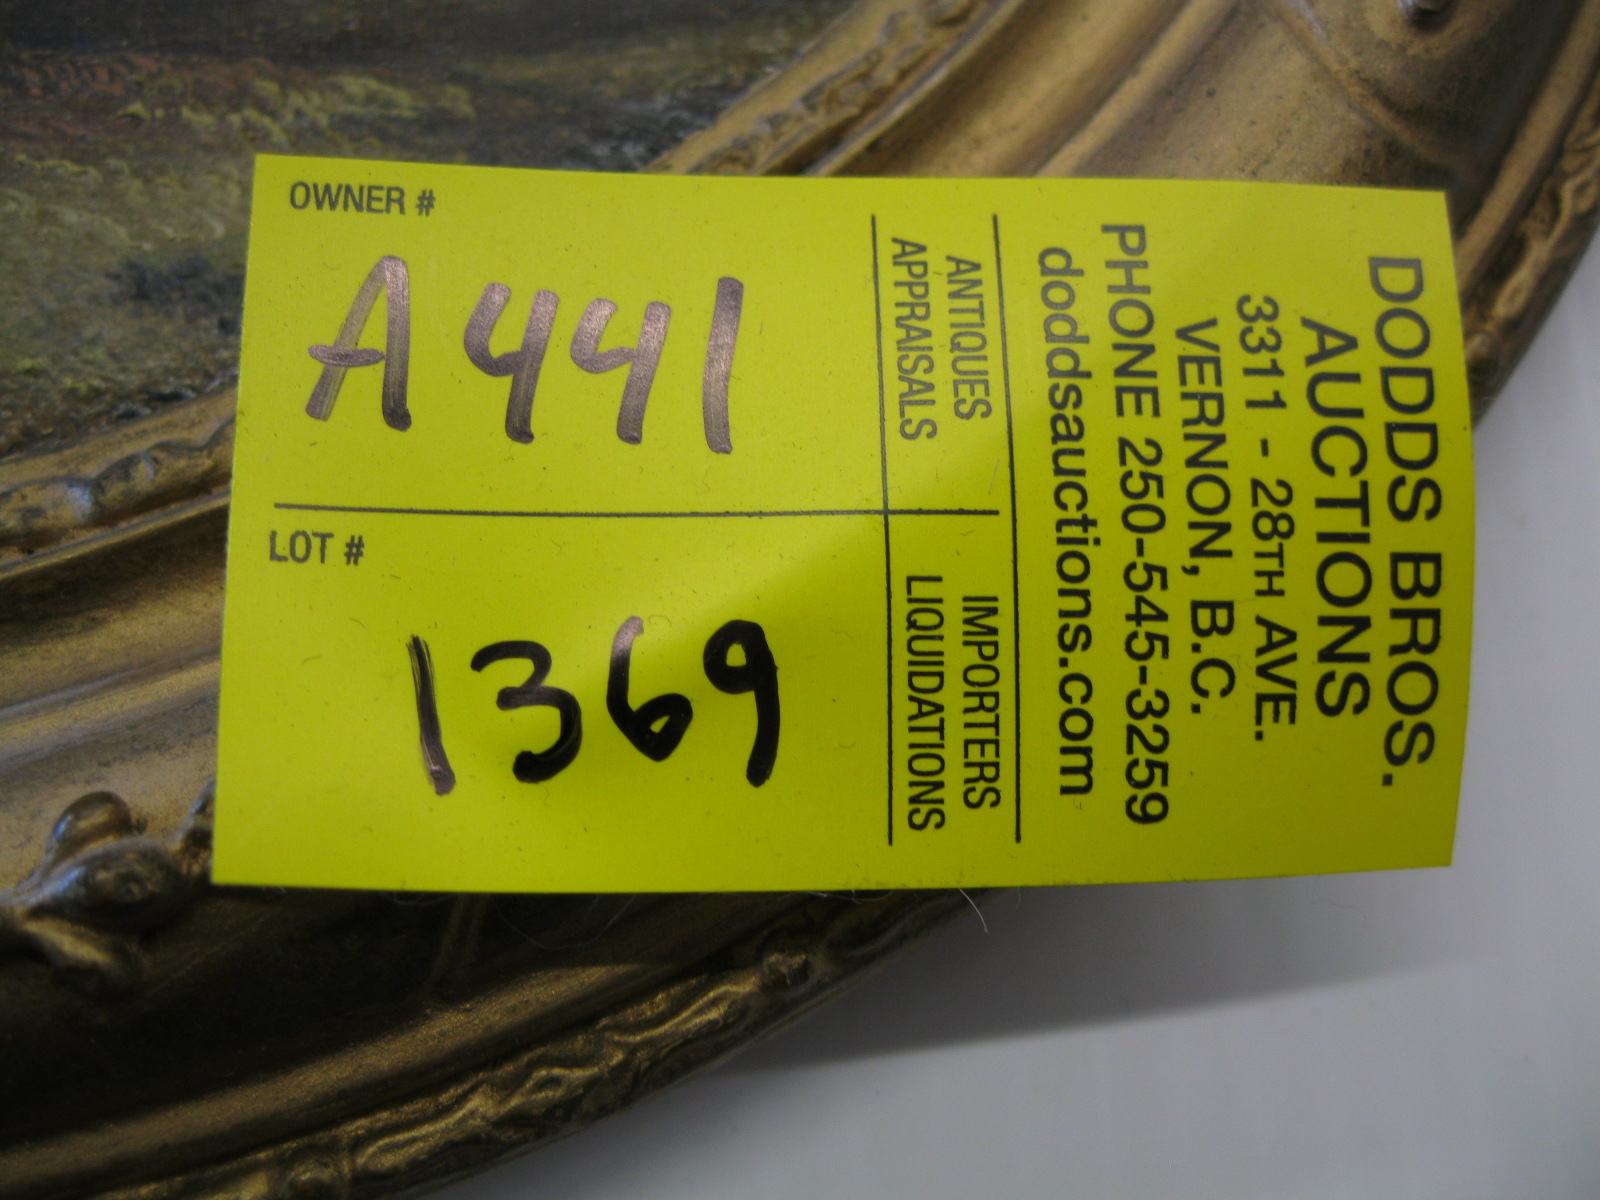 OWNER #
A441
LOT #
1369
ANTIQUES
APPRAISALS
IMPORTERS
LIQUIDATIONS
DODDS BROS.
AUCTIONS
3311 - 28TH AVE.
VERNON, B.C.
PHONE 250-545-3259
doddsauctions.com